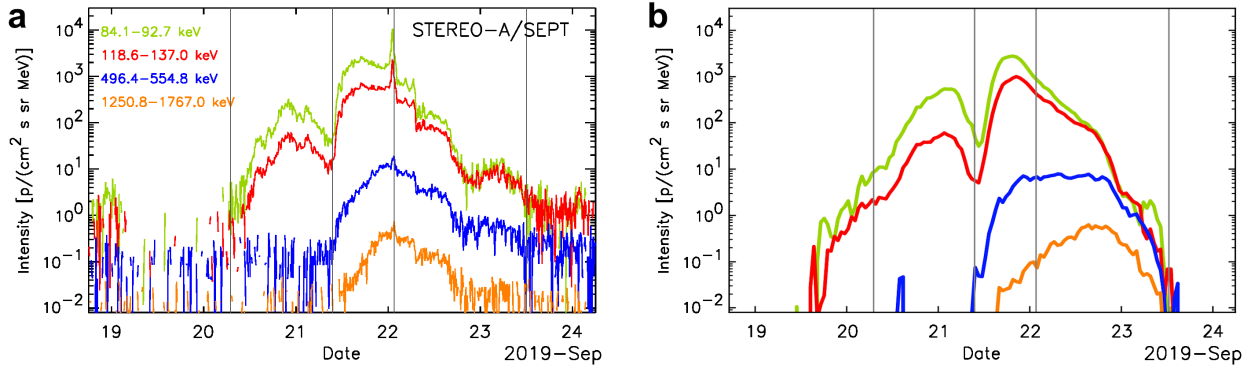 a
STEREO−A/SEPT
84.1−92.7 keV
118.6−137.0 keV
496.4−554.8 keV
1250.8−1767.0 keV
Intensity [p/(cm² s sr MeV)]
10⁴
10³
10²
10¹
10⁰
10⁻¹
10⁻²
19 20 21 22 23 24
Date
2019−Sep
b
Intensity [p/(cm² s sr MeV)]
10⁴
10³
10²
10¹
10⁰
10⁻¹
10⁻²
19 20 21 22 23 24
Date
2019−Sep